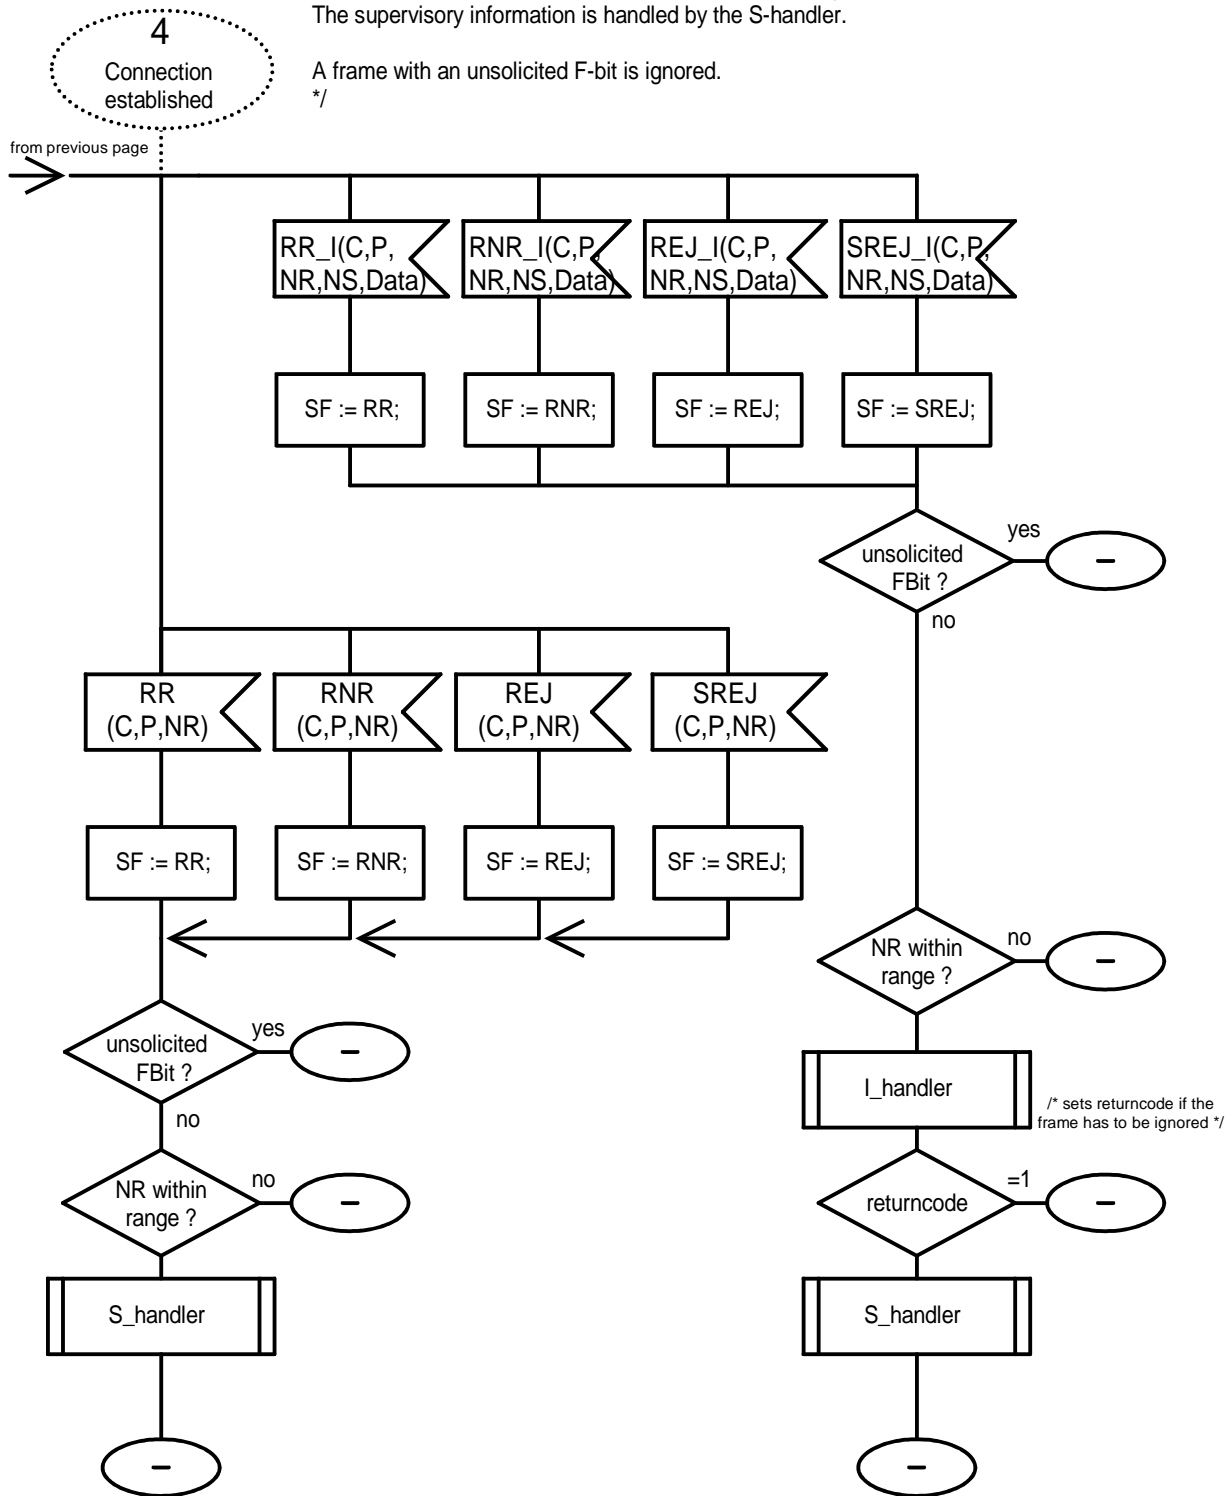 The supervisory information is handled by the S-handler.
4
Connection
established
A frame with an unsolicited F-bit is ignored.
*/
from previous page
RR_I(C,P,
NR,NS,Data)
RNR_I(C,P,
NR,NS,Data)
REJ_I(C,P,
NR,NS,Data)
SREJ_I(C,P,
NR,NS,Data)
SF := RR;
SF := RNR;
SF := REJ;
SF := SREJ;
unsolicited
FBit ?
yes
–
no
RR
(C,P,NR)
RNR
(C,P,NR)
REJ
(C,P,NR)
SREJ
(C,P,NR)
SF := RR;
SF := RNR;
SF := REJ;
SF := SREJ;
NR within
range ?
no
–
unsolicited
FBit ?
yes
–
no
I_handler
/* sets returncode if the
frame has to be ignored */
NR within
range ?
no
–
returncode
=1
–
S_handler
S_handler
–
–